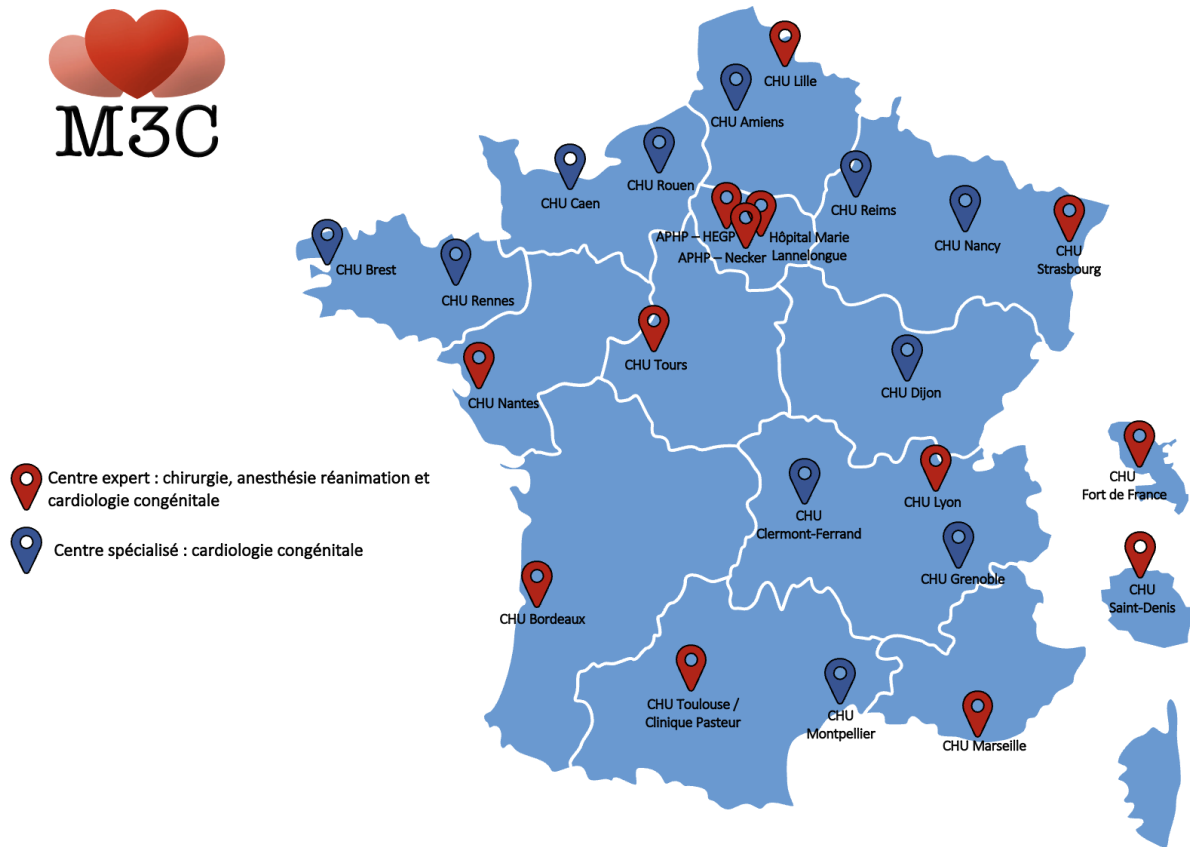 M3C
CHU Lille
CHU Amiens
CHU Rouen
CHU Caen
CHU Reims
CHU Nancy
CHU
Strasbourg
APHP – HEGP
APHP – Necker
Hôpital Marie
Lannelongue
CHU Brest
CHU Rennes
CHU Tours
CHU Nantes
CHU Dijon
Centre expert : chirurgie, anesthésie réanimation et
cardiologie congénitale
Centre spécialisé : cardiologie congénitale
CHU Lyon
CHU
Clermont-Ferrand
CHU Grenoble
CHU
Fort de France
CHU
Saint-Denis
CHU Bordeaux
CHU Toulouse /
Clinique Pasteur
CHU
Montpellier
CHU Marseille